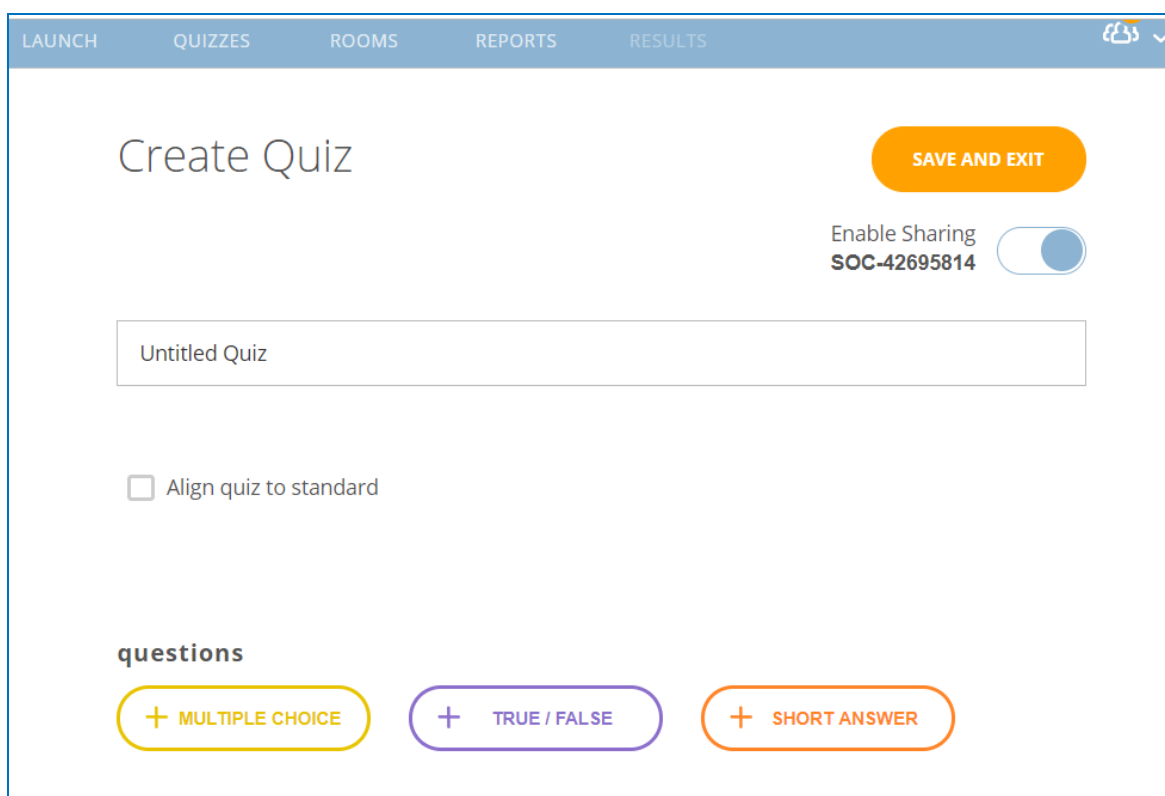 LAUNCH QUIZZES ROOMS REPORTS RESULTS
Create Quiz
SAVE AND EXIT
Enable Sharing
SOC-42695814
Untitled Quiz
Align quiz to standard
questions
+ MULTIPLE CHOICE + TRUE / FALSE + SHORT ANSWER